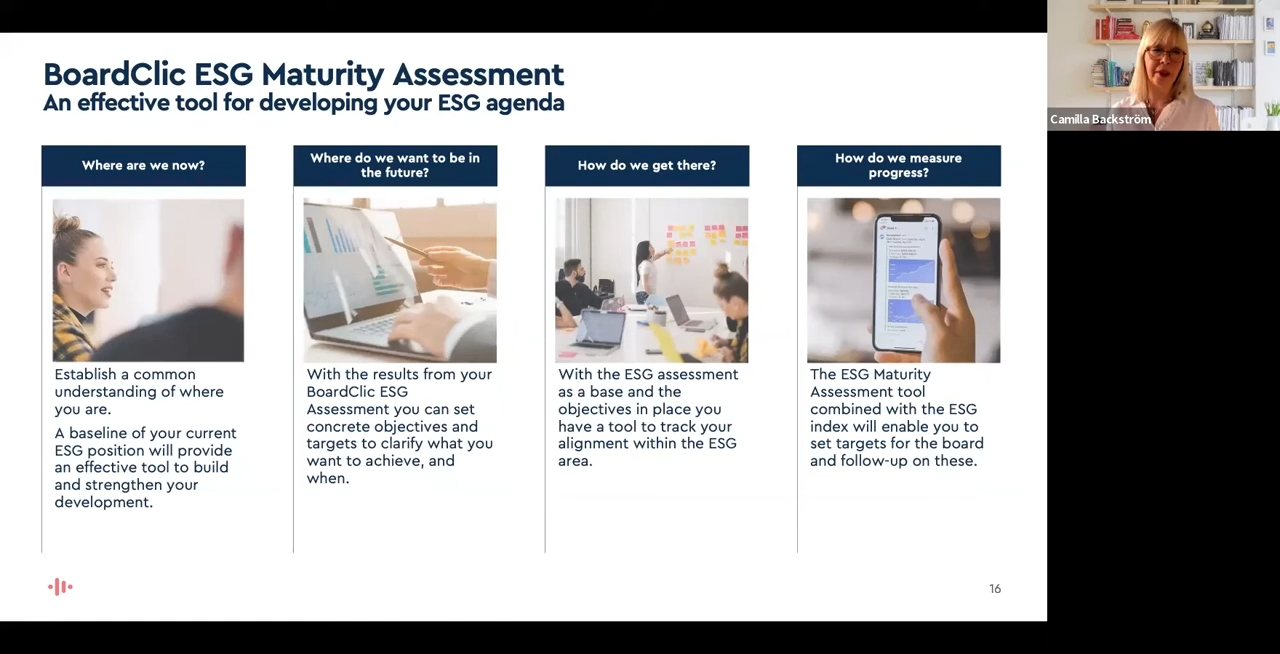 BoardClic ESG Maturity Assessment
An effective tool for developing your ESG agenda
Camilla Backström
Where are we now?
Establish a common
understanding of where
you are.
A baseline of your current
ESG position will provide
an effective tool to build
and strengthen your
development.
Where do we want to be in
the future?
With the results from your
BoardClic ESG
Assessment you can set
concrete objectives and
targets to clarify what you
want to achieve, and
when.
How do we get there?
With the ESG assessment
as a base and the
objectives in place you
have a tool to track your
alignment within the ESG
area.
How do we measure
progress?
The ESG Maturity
Assessment tool
combined with the ESG
index will enable you to
set targets for the board
and follow-up on these.
16